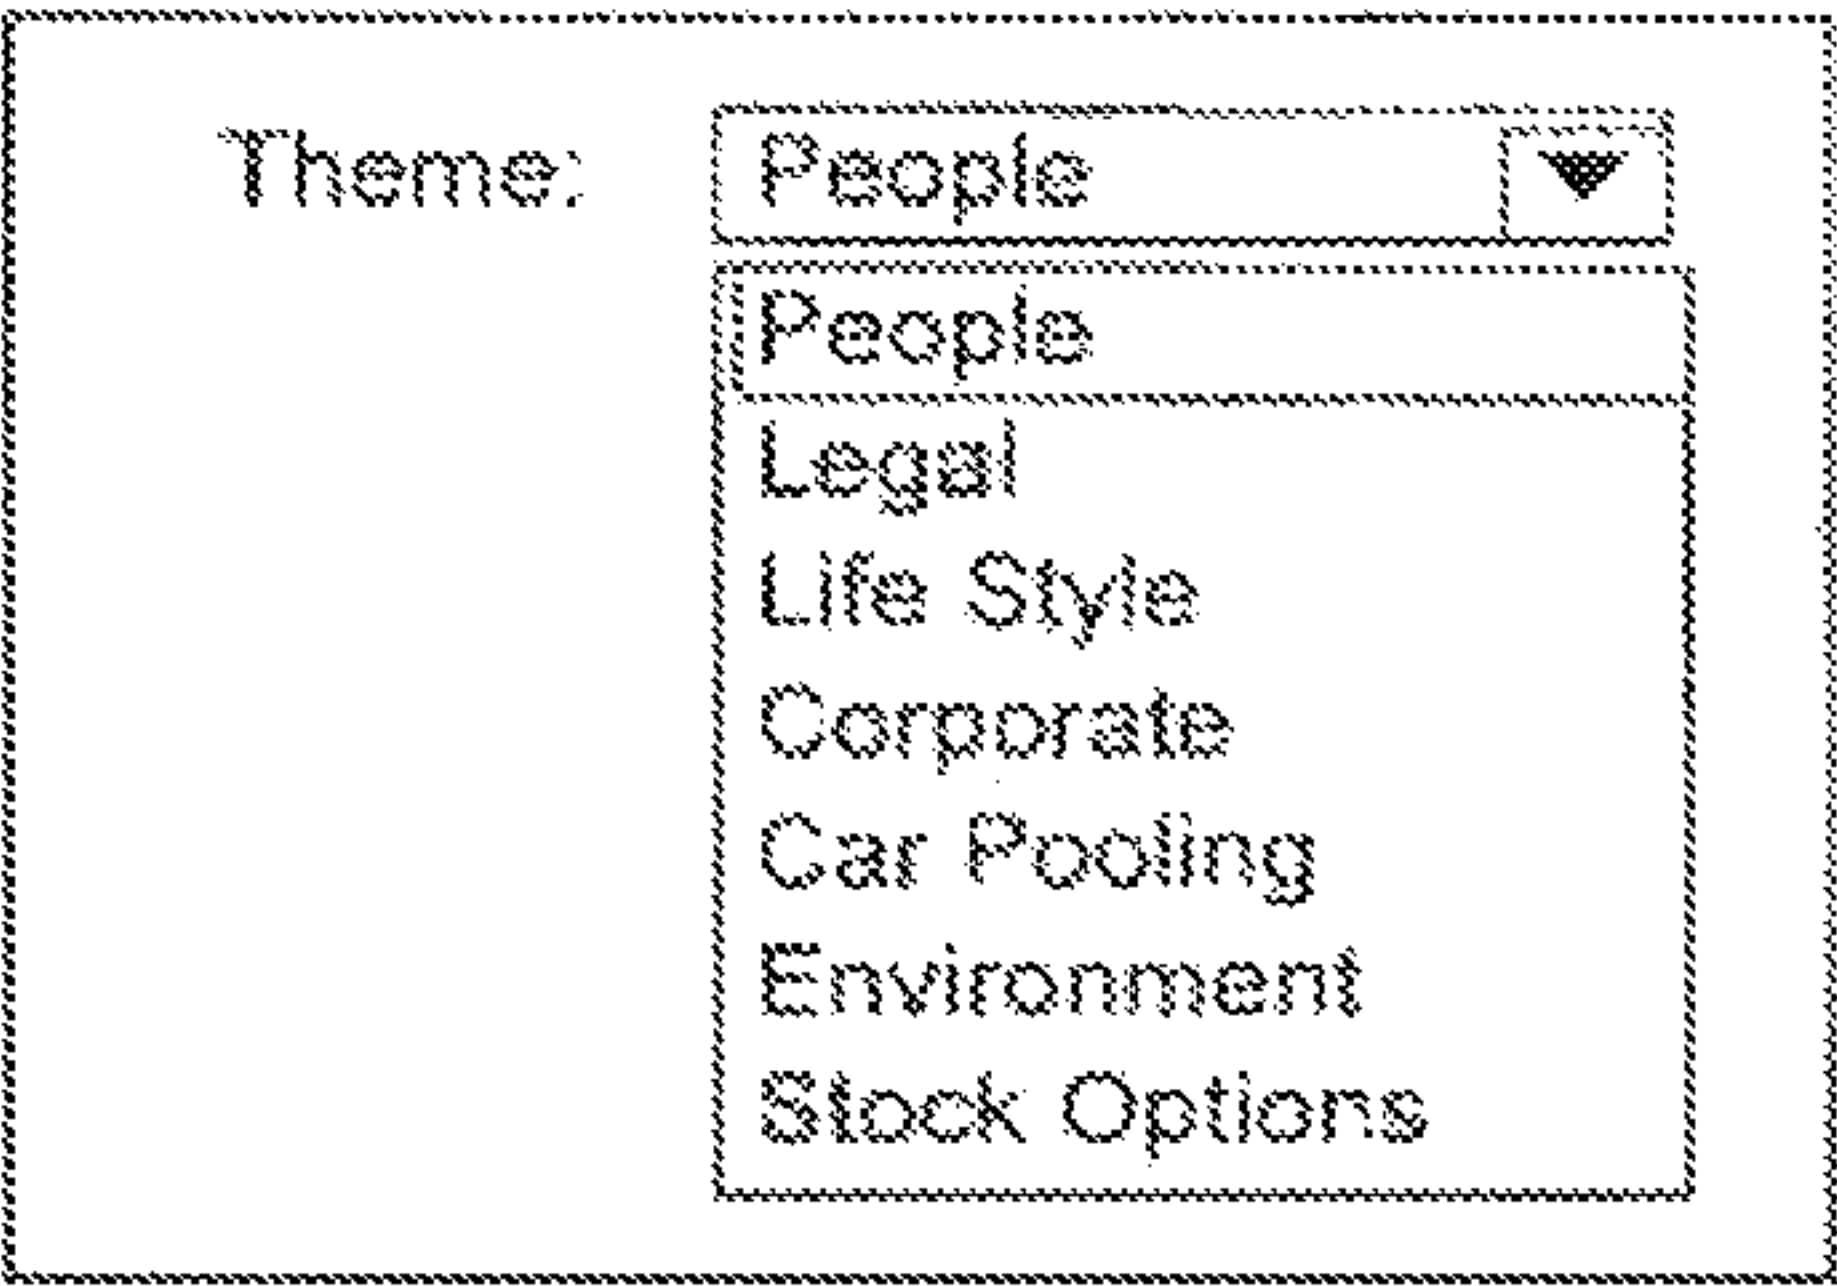 Theme: People
People
Legal
Life Style
Corporate
Car Pooling
Environment
Stock Options